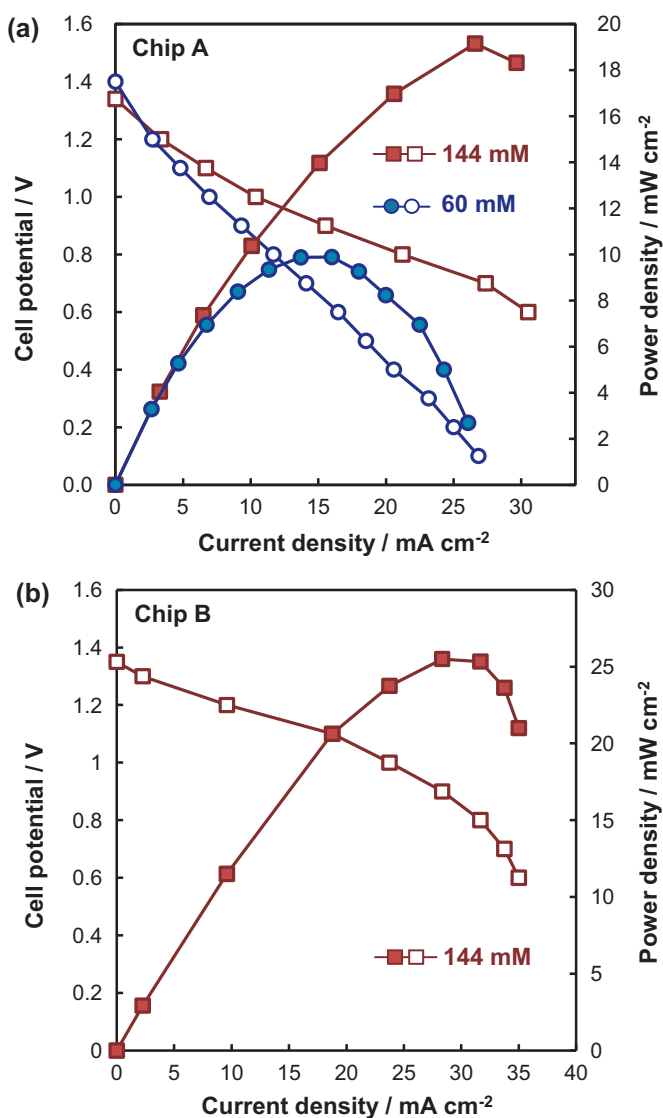 (a)
Chip A
Cell potential / V
1.6
1.4
1.2
1.0
0.8
0.6
0.4
0.2
0.0
144 mM
60 mM
20
18
16
14
12
10
8
6
4
2
0
Power density / mW cm-2
0 5 10 15 20 25 30
Current density / mA cm-2
(b)
Chip B
Cell potential / V
1.6
1.4
1.2
1
0.8
0.6
0.4
0.2
0
144 mM
30
25
20
15
10
5
0
Power density / mW cm-2
0 5 10 15 20 25 30 35 40
Current density / mA cm-2